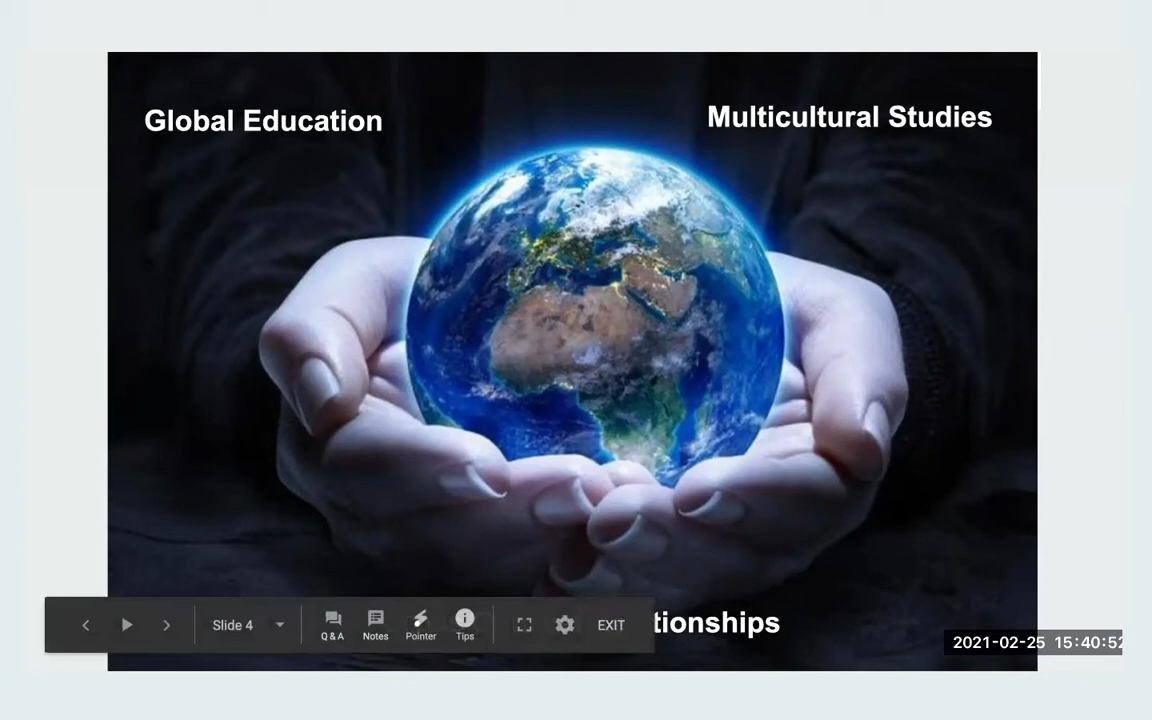 Global Education
Multicultural Studies
tionships
Slide 4
Q & A
Notes
Pointer
Tips
EXIT
2021-02-25 15:40:52